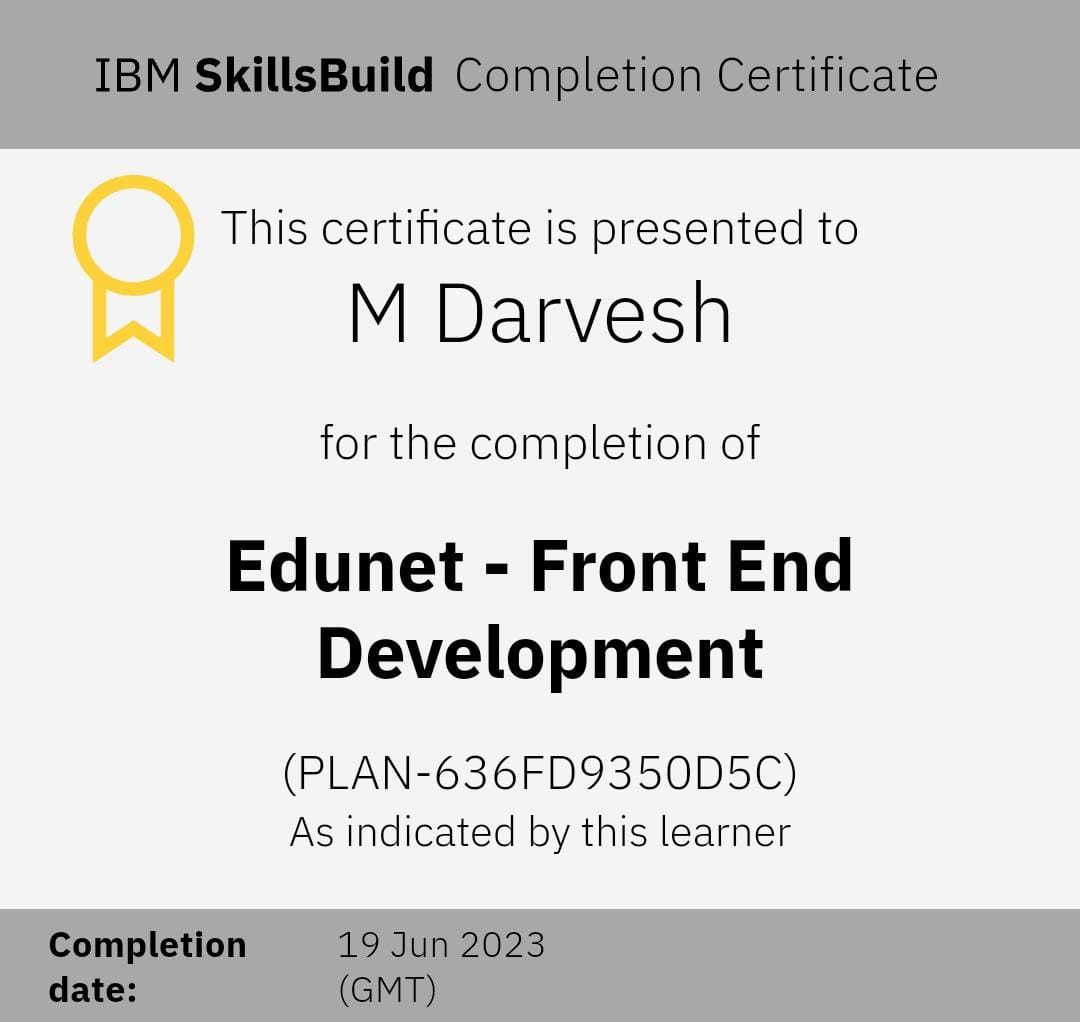 IBM SkillsBuild Completion Certificate
This certificate is presented to
M Darvesh
for the completion of
Edunet - Front End
Development
(PLAN-636FD9350D5C)
As indicated by this learner
Completion date: 19 Jun 2023 (GMT)